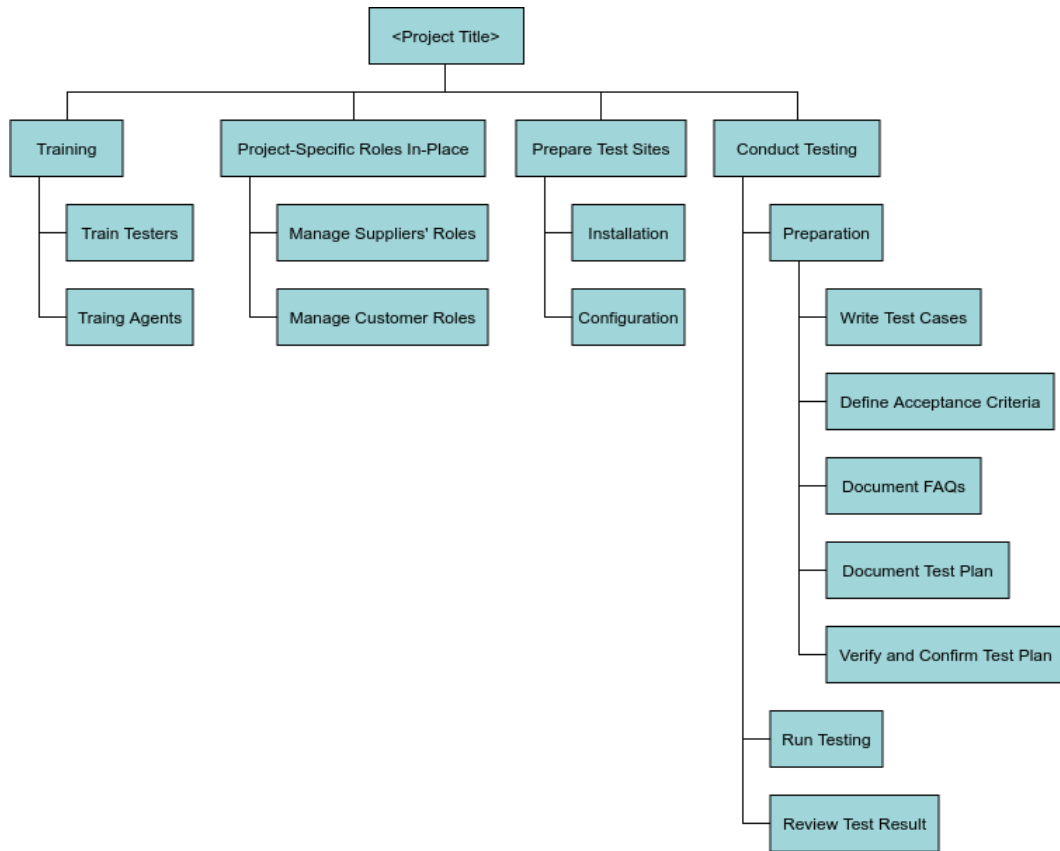 <Project Title>
Training
Project-Specific Roles In-Place
Prepare Test Sites
Conduct Testing
Train Testers
Manage Suppliers' Roles
Installation
Preparation
Traing Agents
Manage Customer Roles
Configuration
Write Test Cases
Define Acceptance Criteria
Document FAQs
Document Test Plan
Verify and Confirm Test Plan
Run Testing
Review Test Result